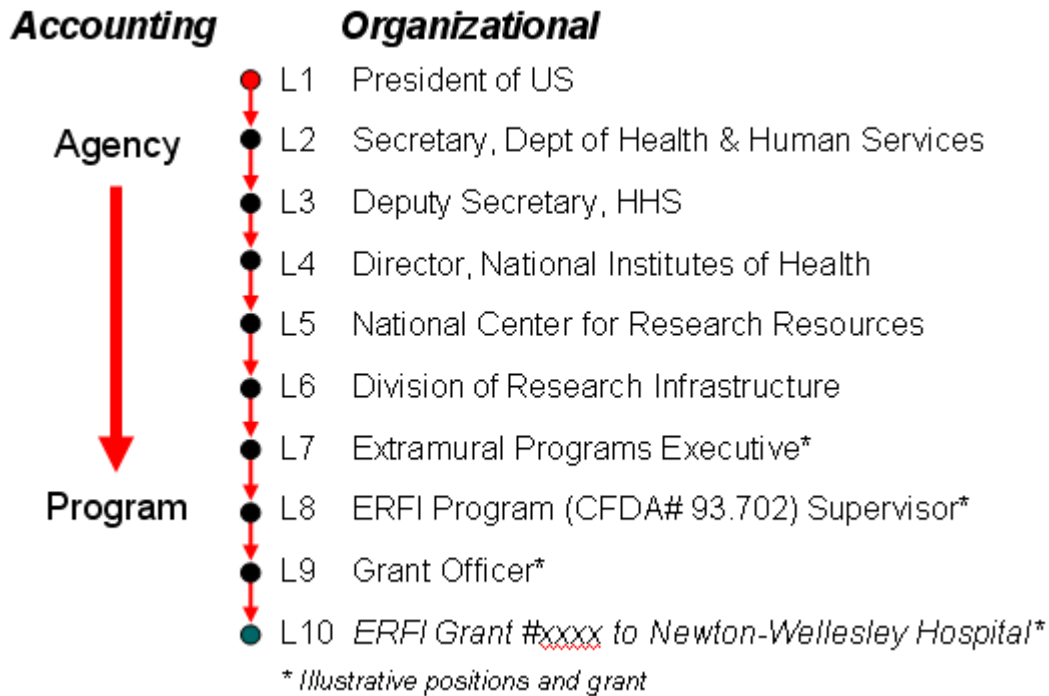 Accounting Organizational
L1 President of US
Agency L2 Secretary, Dept of Health & Human Services
L3 Deputy Secretary, HHS
L4 Director, National Institutes of Health
L5 National Center for Research Resources
L6 Division of Research Infrastructure
L7 Extramural Programs Executive*
Program L8 ERFI Program (CFDA# 93.702) Supervisor*
L9 Grant Officer*
L10 ERFI Grant #xxxx to Newton-Wellesley Hospital*
* Illustrative positions and grant